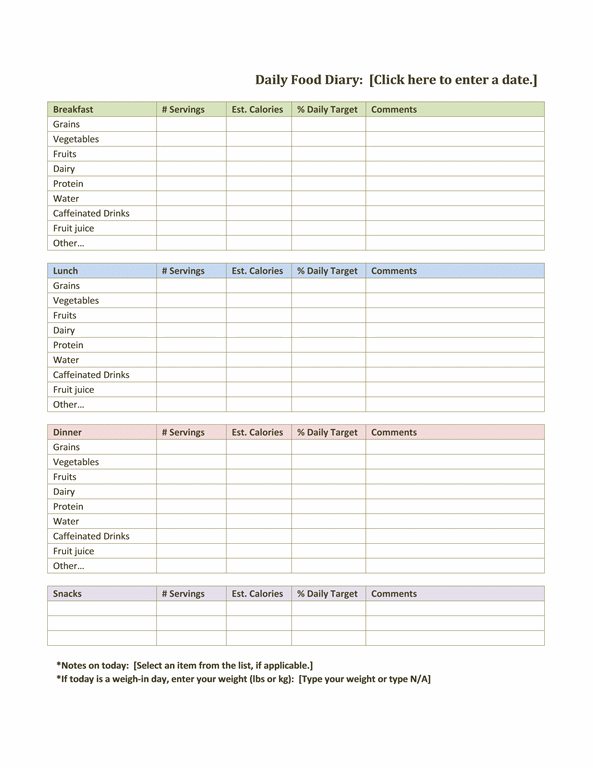 Daily Food Diary:  [Click here to enter a date.]
Breakfast # Servings Est. Calories % Daily Target Comments
Grains
Vegetables
Fruits
Dairy
Protein
Water
Caffeinated Drinks
Fruit juice
Other...
Lunch # Servings Est. Calories % Daily Target Comments
Grains
Vegetables
Fruits
Dairy
Protein
Water
Caffeinated Drinks
Fruit juice
Other...
Dinner # Servings Est. Calories % Daily Target Comments
Grains
Vegetables
Fruits
Dairy
Protein
Water
Caffeinated Drinks
Fruit juice
Other...
Snacks # Servings Est. Calories % Daily Target Comments
*Notes on today:  [Select an item from the list, if applicable.]
*If today is a weigh-in day, enter your weight (lbs or kg):  [Type your weight or type N/A]